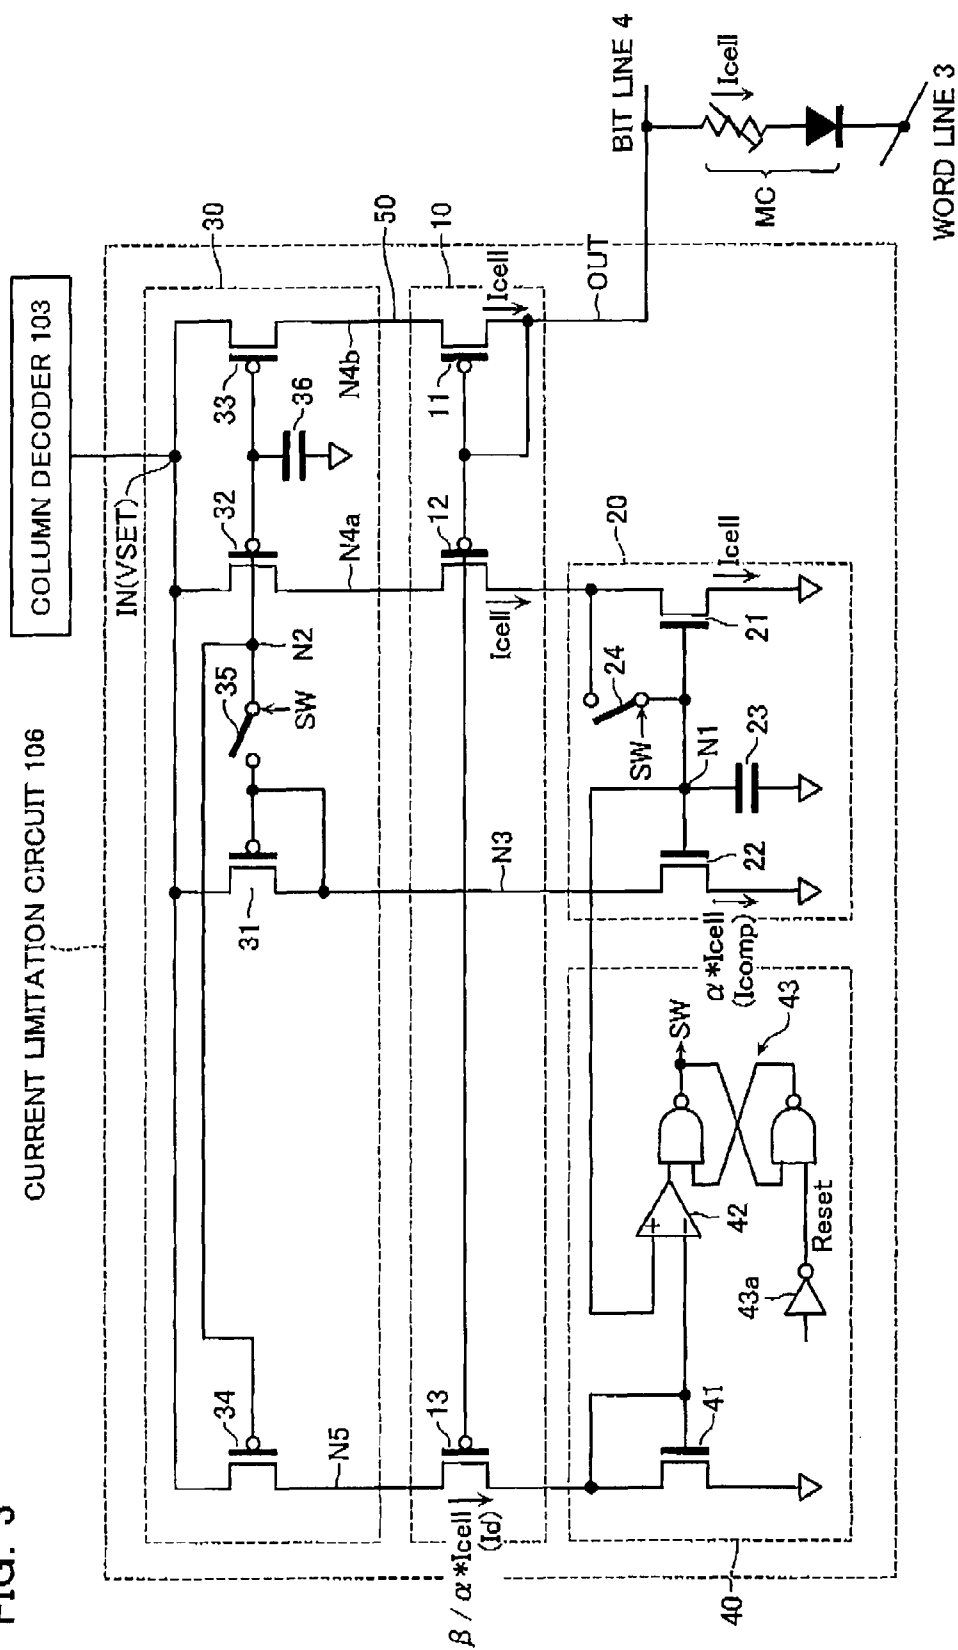 FIG. 3
CURRENT LIMITATION CIRCUIT 106
COLUMN DECODER 103
IN(VSET)
30
31
32
33
34
35
36
SW
N2
N4a
N4b
50
10
11
12
13
Icell
Icell
OUT
BIT LINE 4
Icell
MC
WORD LINE 3
N5
N3
β/α*Icell
(Id)
20
21
22
23
24
SW
N1
Icell
α*Icell
(Icomp)
40
41
42
43
43a
SW
Reset